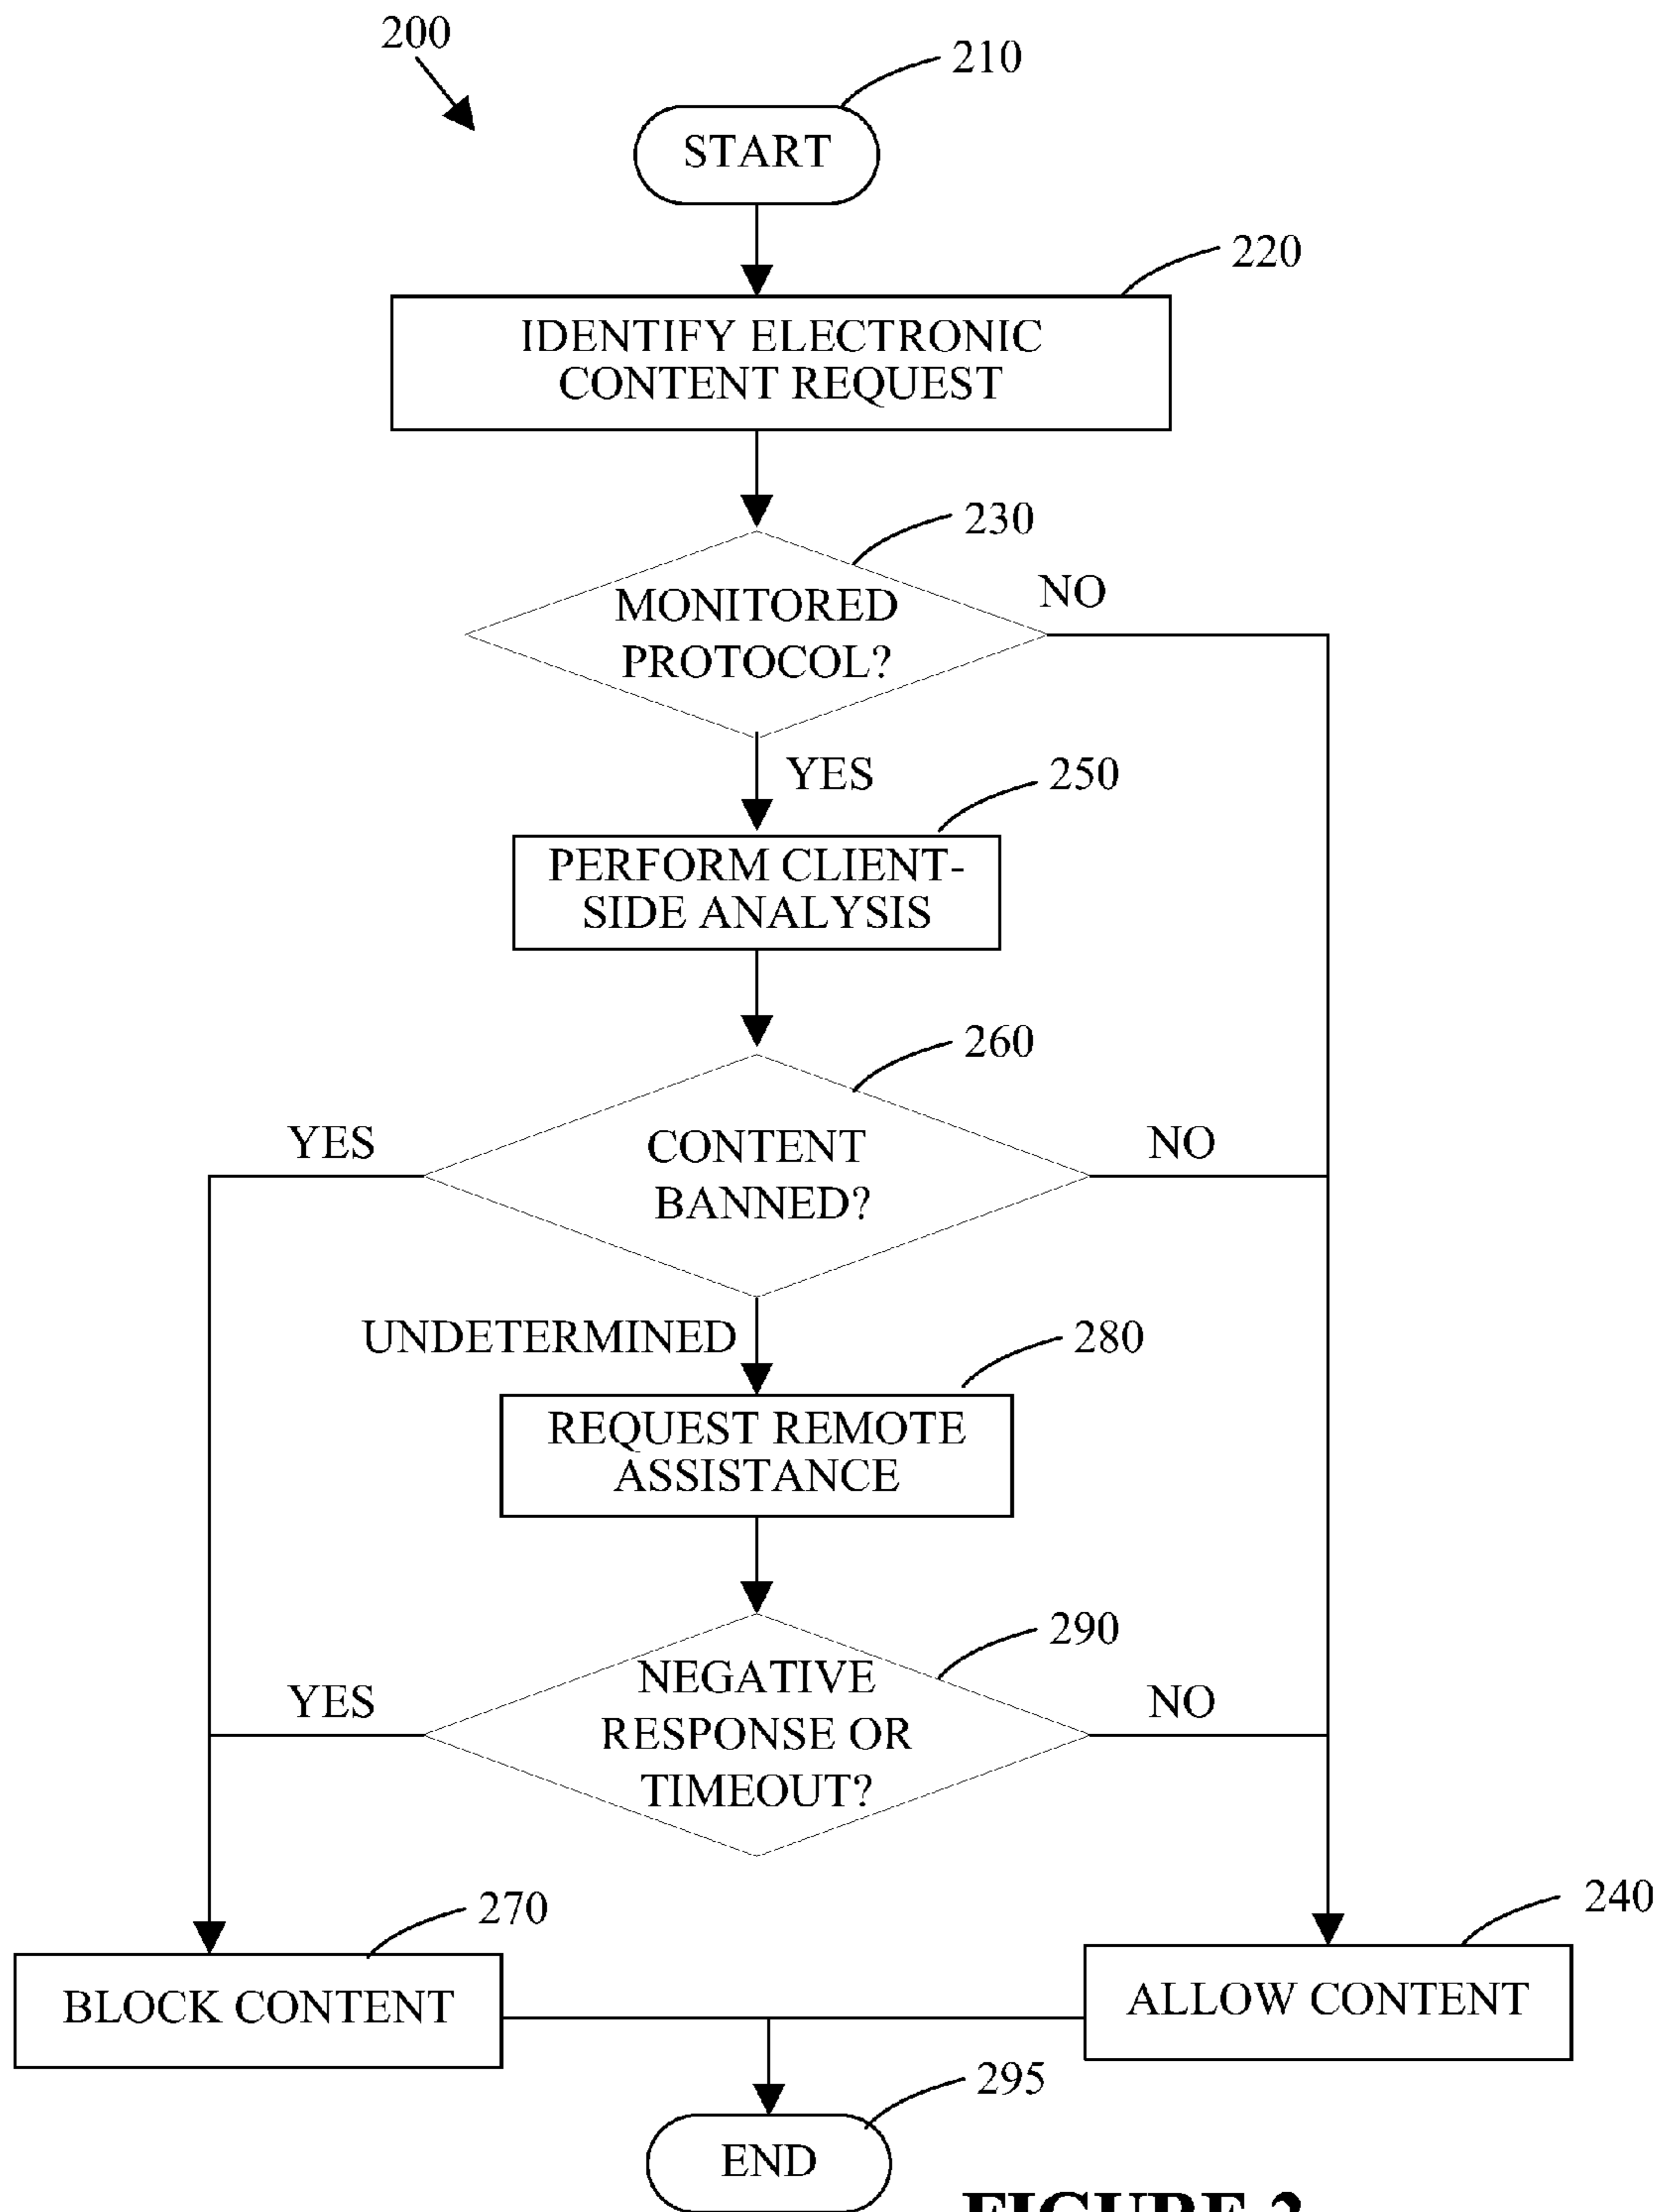 200
210
START
220
IDENTIFY ELECTRONIC
CONTENT REQUEST
230
MONITORED
PROTOCOL?
NO
YES
250
PERFORM CLIENT-
SIDE ANALYSIS
260
YES
CONTENT
BANNED?
NO
UNDETERMINED
280
REQUEST REMOTE
ASSISTANCE
290
YES
NEGATIVE
RESPONSE OR
TIMEOUT?
NO
270
240
BLOCK CONTENT
ALLOW CONTENT
295
END
FIGURE 2